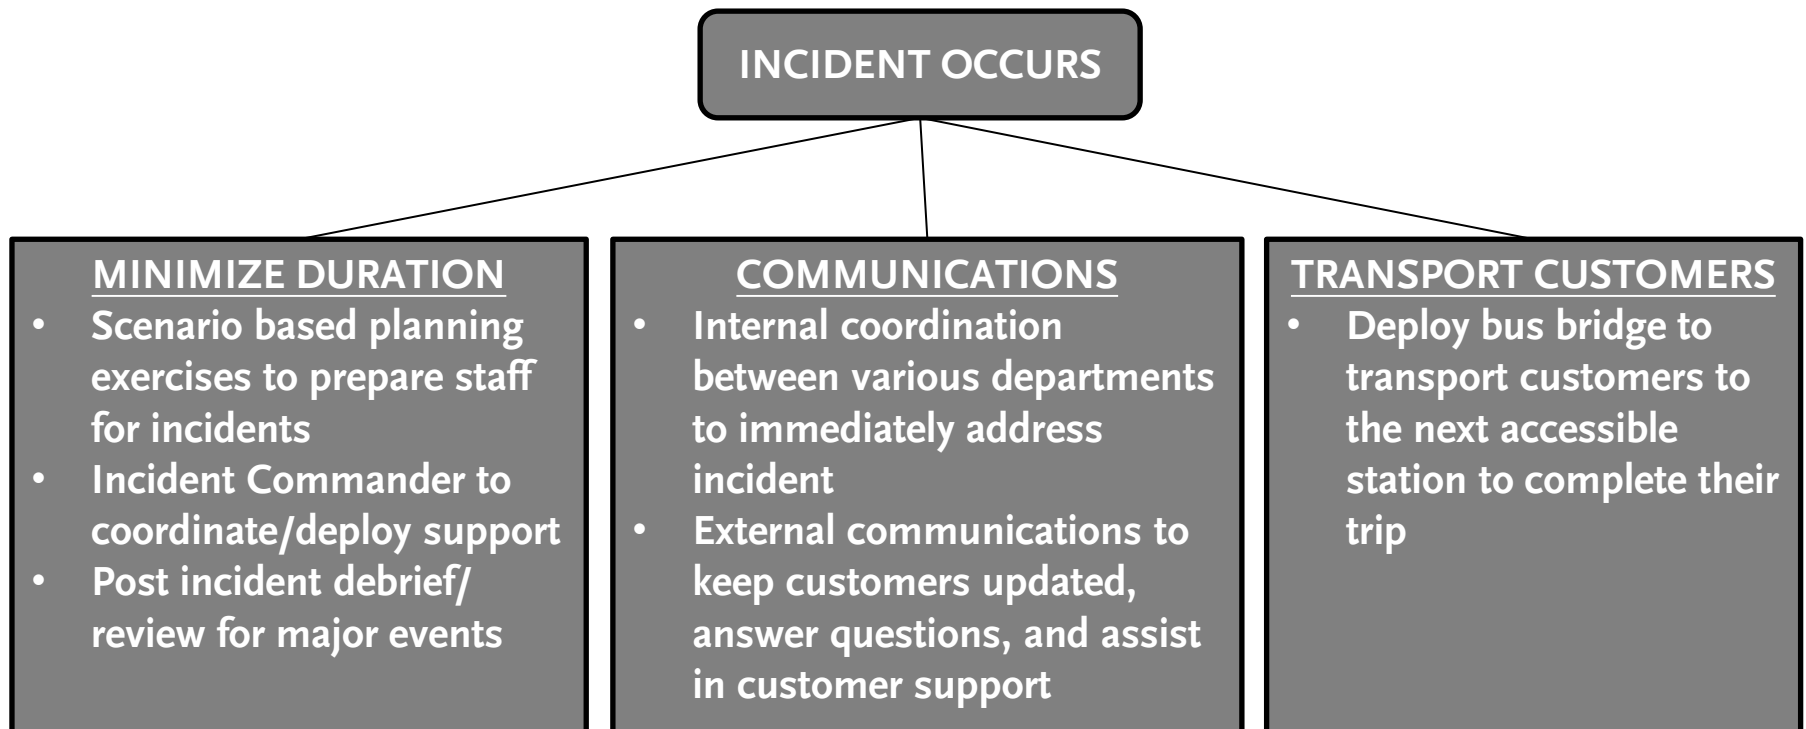 INCIDENT OCCURS
MINIMIZE DURATION
• Scenario based planning
exercises to prepare staff
for incidents
• Incident Commander to
coordinate/deploy support
• Post incident debrief/
review for major events
COMMUNICATIONS
• Internal coordination
between various departments
to immediately address
incident
• External communications to
keep customers updated,
answer questions, and assist
in customer support
TRANSPORT CUSTOMERS
• Deploy bus bridge to
transport customers to
the next accessible
station to complete their
trip